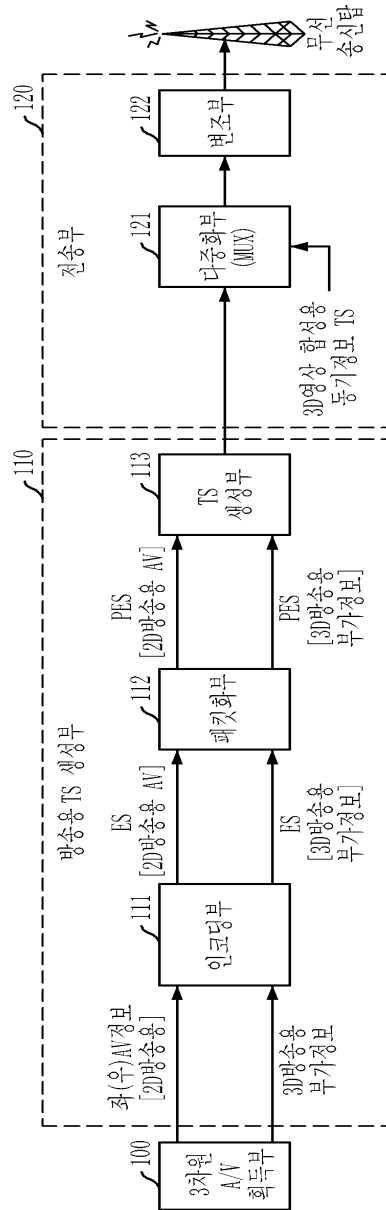 100
3차원
A/V
획득부
110
방송용 TS 생성부
좌(우)AV정보
[2D방송용]
3D방송용
부가정보
111
인코딩부
ES
[2D방송용 AV]
ES
[3D방송용
부가정보]
112
패킷화부
PES
[2D방송용 AV]
PES
[3D방송용
부가정보]
113
TS
생성부
120
전송부
121
다중화부
(MUX)
3D영상 합성용
동기정보 TS
122
변조부
무선
송신탑